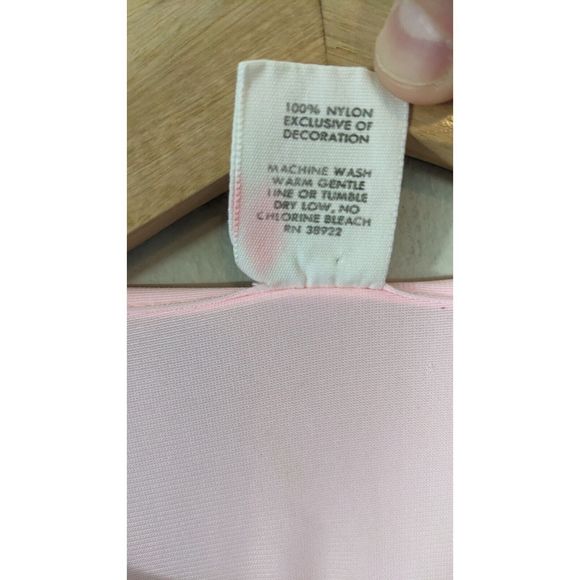 100% NYLON
EXCLUSIVE OF
DECORATION
MACHINE WASH
WARM GENTLE
LINE OR TUMBLE
DRY LOW, NO
CHLORINE BLEACH
RN 38922